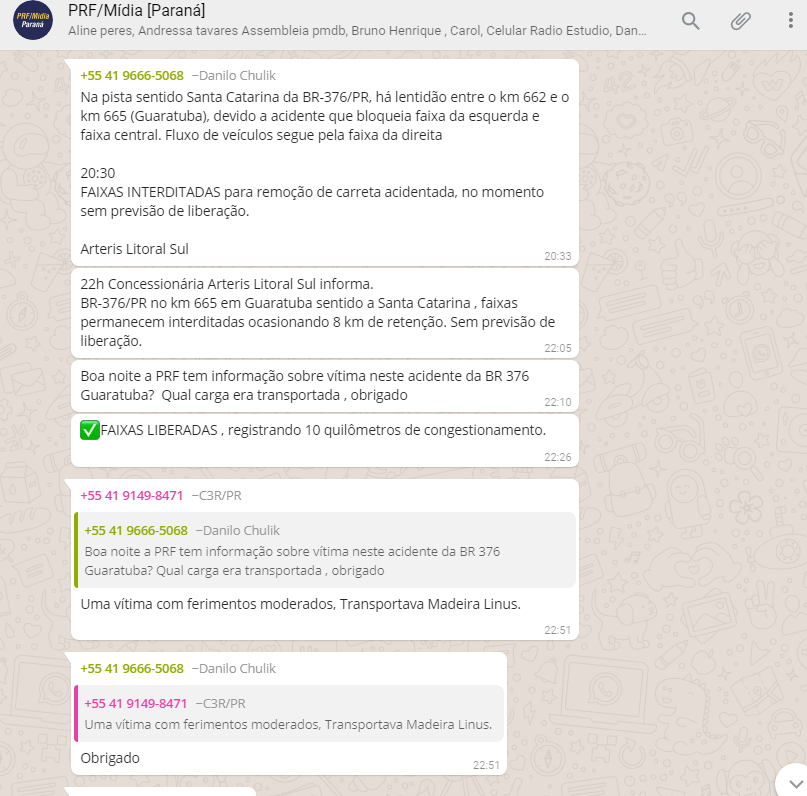 PRF/Mídia
Paraná
PRF/Mídia [Paraná]
Aline peres, Andressa tavares Assembleia pmdb, Bruno Henrique , Carol, Celular Radio Estudio, Dan...
+55 41 9666-5068 ~Danilo Chulik
Na pista sentido Santa Catarina da BR-376/PR, há lentidão entre o km 662 e o
km 665 (Guaratuba), devido a acidente que bloqueia faixa da esquerda e
faixa central. Fluxo de veículos segue pela faixa da direita
20:30
FAIXAS INTERDITADAS para remoção de carreta acidentada, no momento
sem previsão de liberação.
Arteris Litoral Sul
20:33
22h Concessionária Arteris Litoral Sul informa.
BR-376/PR no km 665 em Guaratuba sentido a Santa Catarina , faixas
permanecem interditadas ocasionando 8 km de retenção. Sem previsão de
liberação.
22:05
Boa noite a PRF tem informação sobre vítima neste acidente da BR 376
Guaratuba?  Qual carga era transportada , obrigado
22:10
✅FAIXAS LIBERADAS , registrando 10 quilômetros de congestionamento.
22:26
+55 41 9149-8471 ~C3R/PR
+55 41 9666-5068 ~Danilo Chulik
Boa noite a PRF tem informação sobre vítima neste acidente da BR 376
Guaratuba? Qual carga era transportada , obrigado
Uma vítima com ferimentos moderados, Transportava Madeira Linus.
22:51
+55 41 9666-5068 ~Danilo Chulik
+55 41 9149-8471 ~C3R/PR
Uma vítima com ferimentos moderados, Transportava Madeira Linus.
Obrigado
22:51